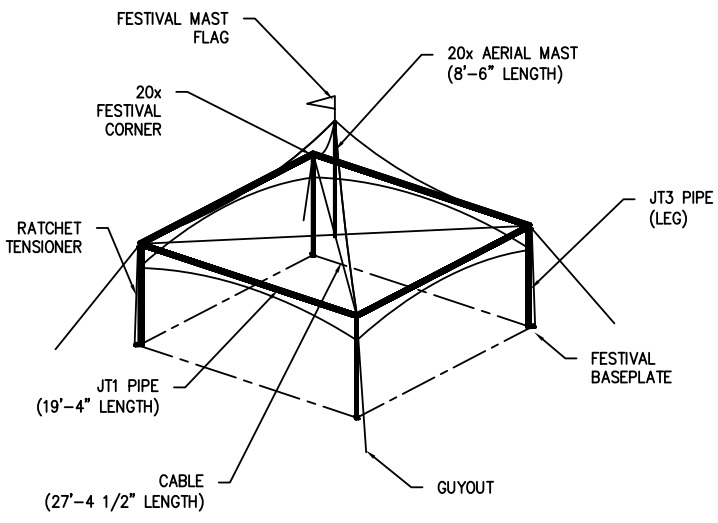 FESTIVAL MAST
FLAG
20x AERIAL MAST
(8'-6" LENGTH)
20x
FESTIVAL
CORNER
JT3 PIPE
(LEG)
RATCHET
TENSIONER
FESTIVAL
BASEPLATE
JT1 PIPE
(19'-4" LENGTH)
CABLE
(27'-4 1/2" LENGTH)
GUYOUT